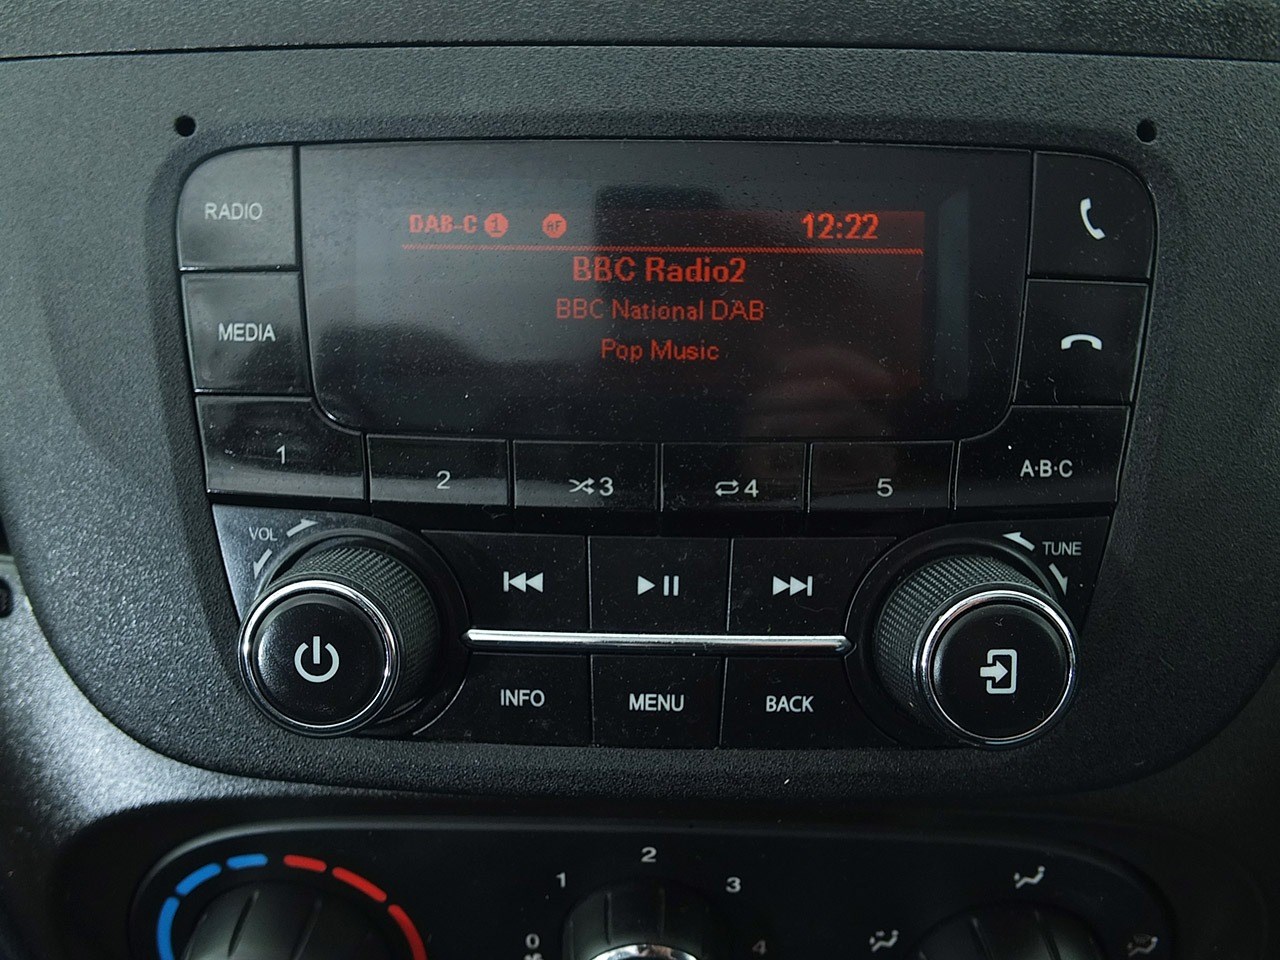 RADIO
DAB-C 1 AF 12:22
BBC Radio2
BBC National DAB
Pop Music
MEDIA
1
2
3
4
5
A·B·C
VOL
TUNE
INFO
MENU
BACK
0
1
2
3
4